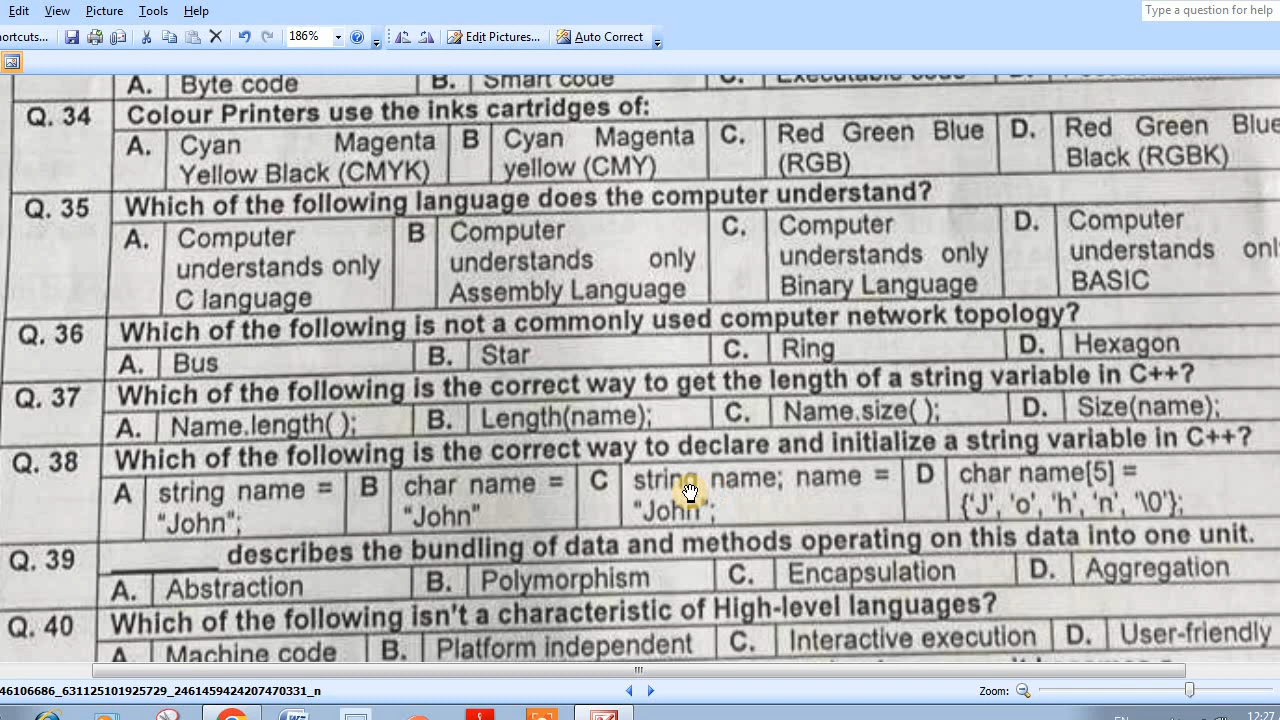 Edit View Picture Tools Help Type a question for help
ortcuts... 186% Edit Pictures... Auto Correct
A. Byte code B. Smart code C. Executable code D.
Q. 34 Colour Printers use the inks cartridges of:
A. Cyan Magenta B Cyan Magenta C. Red Green Blue D. Red Green Blue
Yellow Black (CMYK) yellow (CMY) (RGB) Black (RGBK)
Q. 35 Which of the following language does the computer understand?
A. Computer B Computer C. Computer D. Computer
understands only understands only understands only understands onl
C language Assembly Language Binary Language BASIC
Q. 36 Which of the following is not a commonly used computer network topology?
A. Bus B. Star C. Ring D. Hexagon
Q. 37 Which of the following is the correct way to get the length of a string variable in C++?
A. Name.length( ); B. Length(name); C. Name.size( ); D. Size(name);
Q. 38 Which of the following is the correct way to declare and initialize a string variable in C++?
A string name = B char name = C string name; name = D char name[5] =
“John”; “John” “John”; {‘J’, 'o', 'h', 'n', '\0'};
Q. 39 ________ describes the bundling of data and methods operating on this data into one unit.
A. Abstraction B. Polymorphism C. Encapsulation D. Aggregation
Q. 40 Which of the following isn't a characteristic of High-level languages?
A Machine code B. Platform independent C. Interactive execution D. User-friendly
46106686_631125101925729_2461459424207470331_n Zoom:
EN 12:27